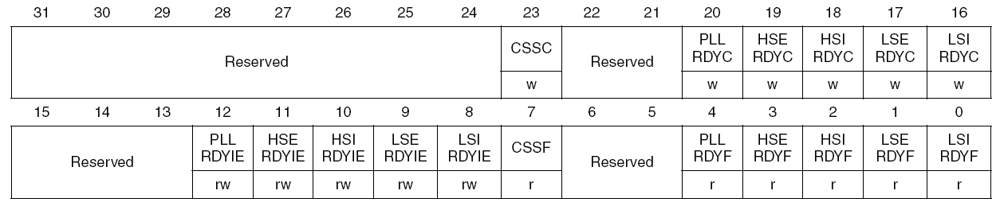 31 30 29 28 27 26 25 24 23 22 21 20 19 18 17 16
Reserved CSSC Reserved PLL RDYC HSE RDYC HSI RDYC LSE RDYC LSI RDYC
w w w w w w
15 14 13 12 11 10 9 8 7 6 5 4 3 2 1 0
Reserved PLL RDYIE HSE RDYIE HSI RDYIE LSE RDYIE LSI RDYIE CSSF Reserved PLL RDYF HSE RDYF HSI RDYF LSE RDYF LSI RDYF
rw rw rw rw rw r r r r r r